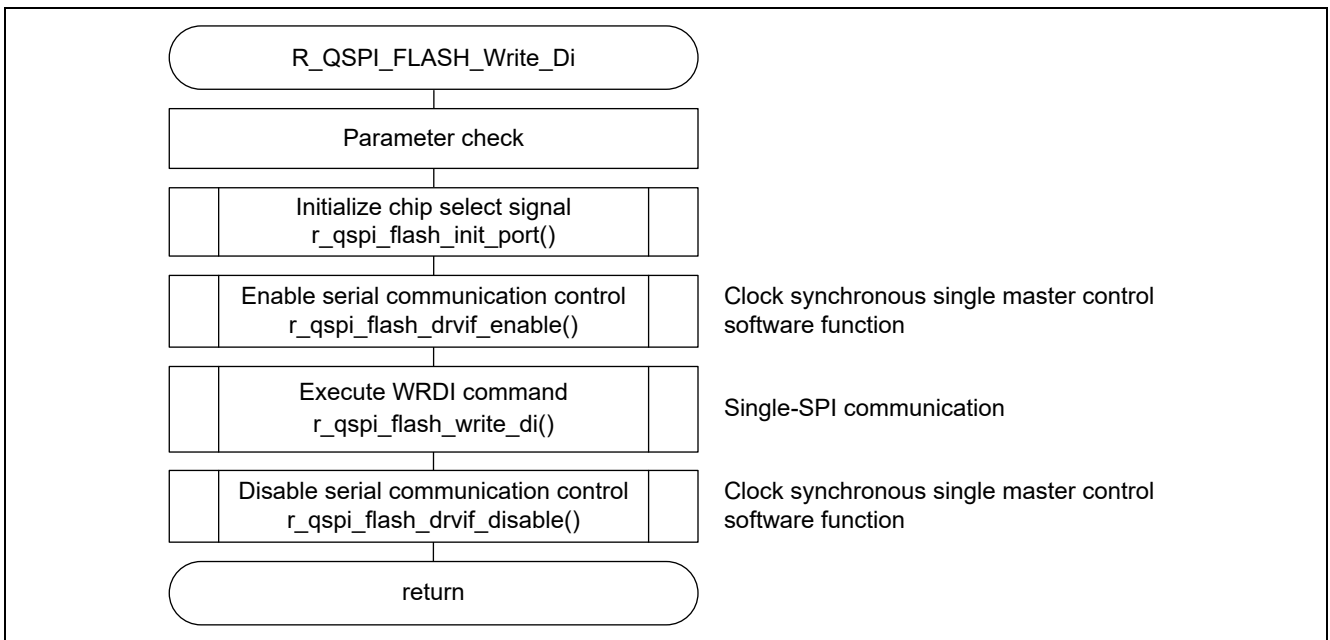 R_QSPI_FLASH_Write_Di
Parameter check
Initialize chip select signal
r_qspi_flash_init_port()
Enable serial communication control
r_qspi_flash_drvif_enable()
Clock synchronous single master control
software function
Execute WRDI command
r_qspi_flash_write_di()
Single-SPI communication
Disable serial communication control
r_qspi_flash_drvif_disable()
Clock synchronous single master control
software function
return